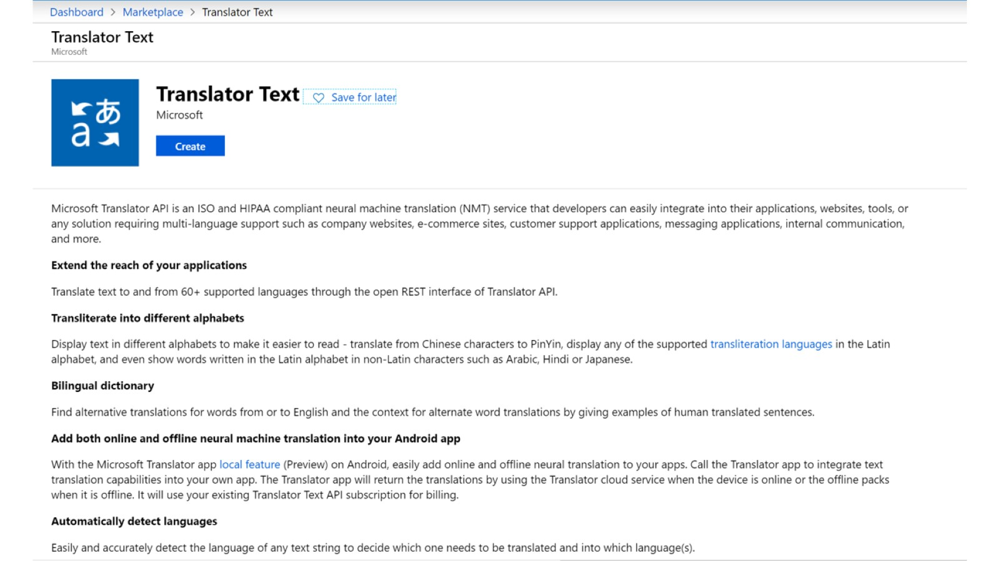 Dashboard > Marketplace > Translator Text
Translator Text
Microsoft
あ
a
Translator Text
Save for later
Microsoft
Create
Microsoft Translator API is an ISO and HIPAA compliant neural machine translation (NMT) service that developers can easily integrate into their applications, websites, tools, or
any solution requiring multi-language support such as company websites, e-commerce sites, customer support applications, messaging applications, internal communication,
and more.
Extend the reach of your applications
Translate text to and from 60+ supported languages through the open REST interface of Translator API.
Transliterate into different alphabets
Display text in different alphabets to make it easier to read - translate from Chinese characters to PinYin, display any of the supported transliteration languages in the Latin
alphabet, and even show words written in the Latin alphabet in non-Latin characters such as Arabic, Hindi or Japanese.
Bilingual dictionary
Find alternative translations for words from or to English and the context for alternate word translations by giving examples of human translated sentences.
Add both online and offline neural machine translation into your Android app
With the Microsoft Translator app local feature (Preview) on Android, easily add online and offline neural translation to your apps. Call the Translator app to integrate text
translation capabilities into your own app. The Translator app will return the translations by using the Translator cloud service when the device is online or the offline packs
when it is offline. It will use your existing Translator Text API subscription for billing.
Automatically detect languages
Easily and accurately detect the language of any text string to decide which one needs to be translated and into which language(s).